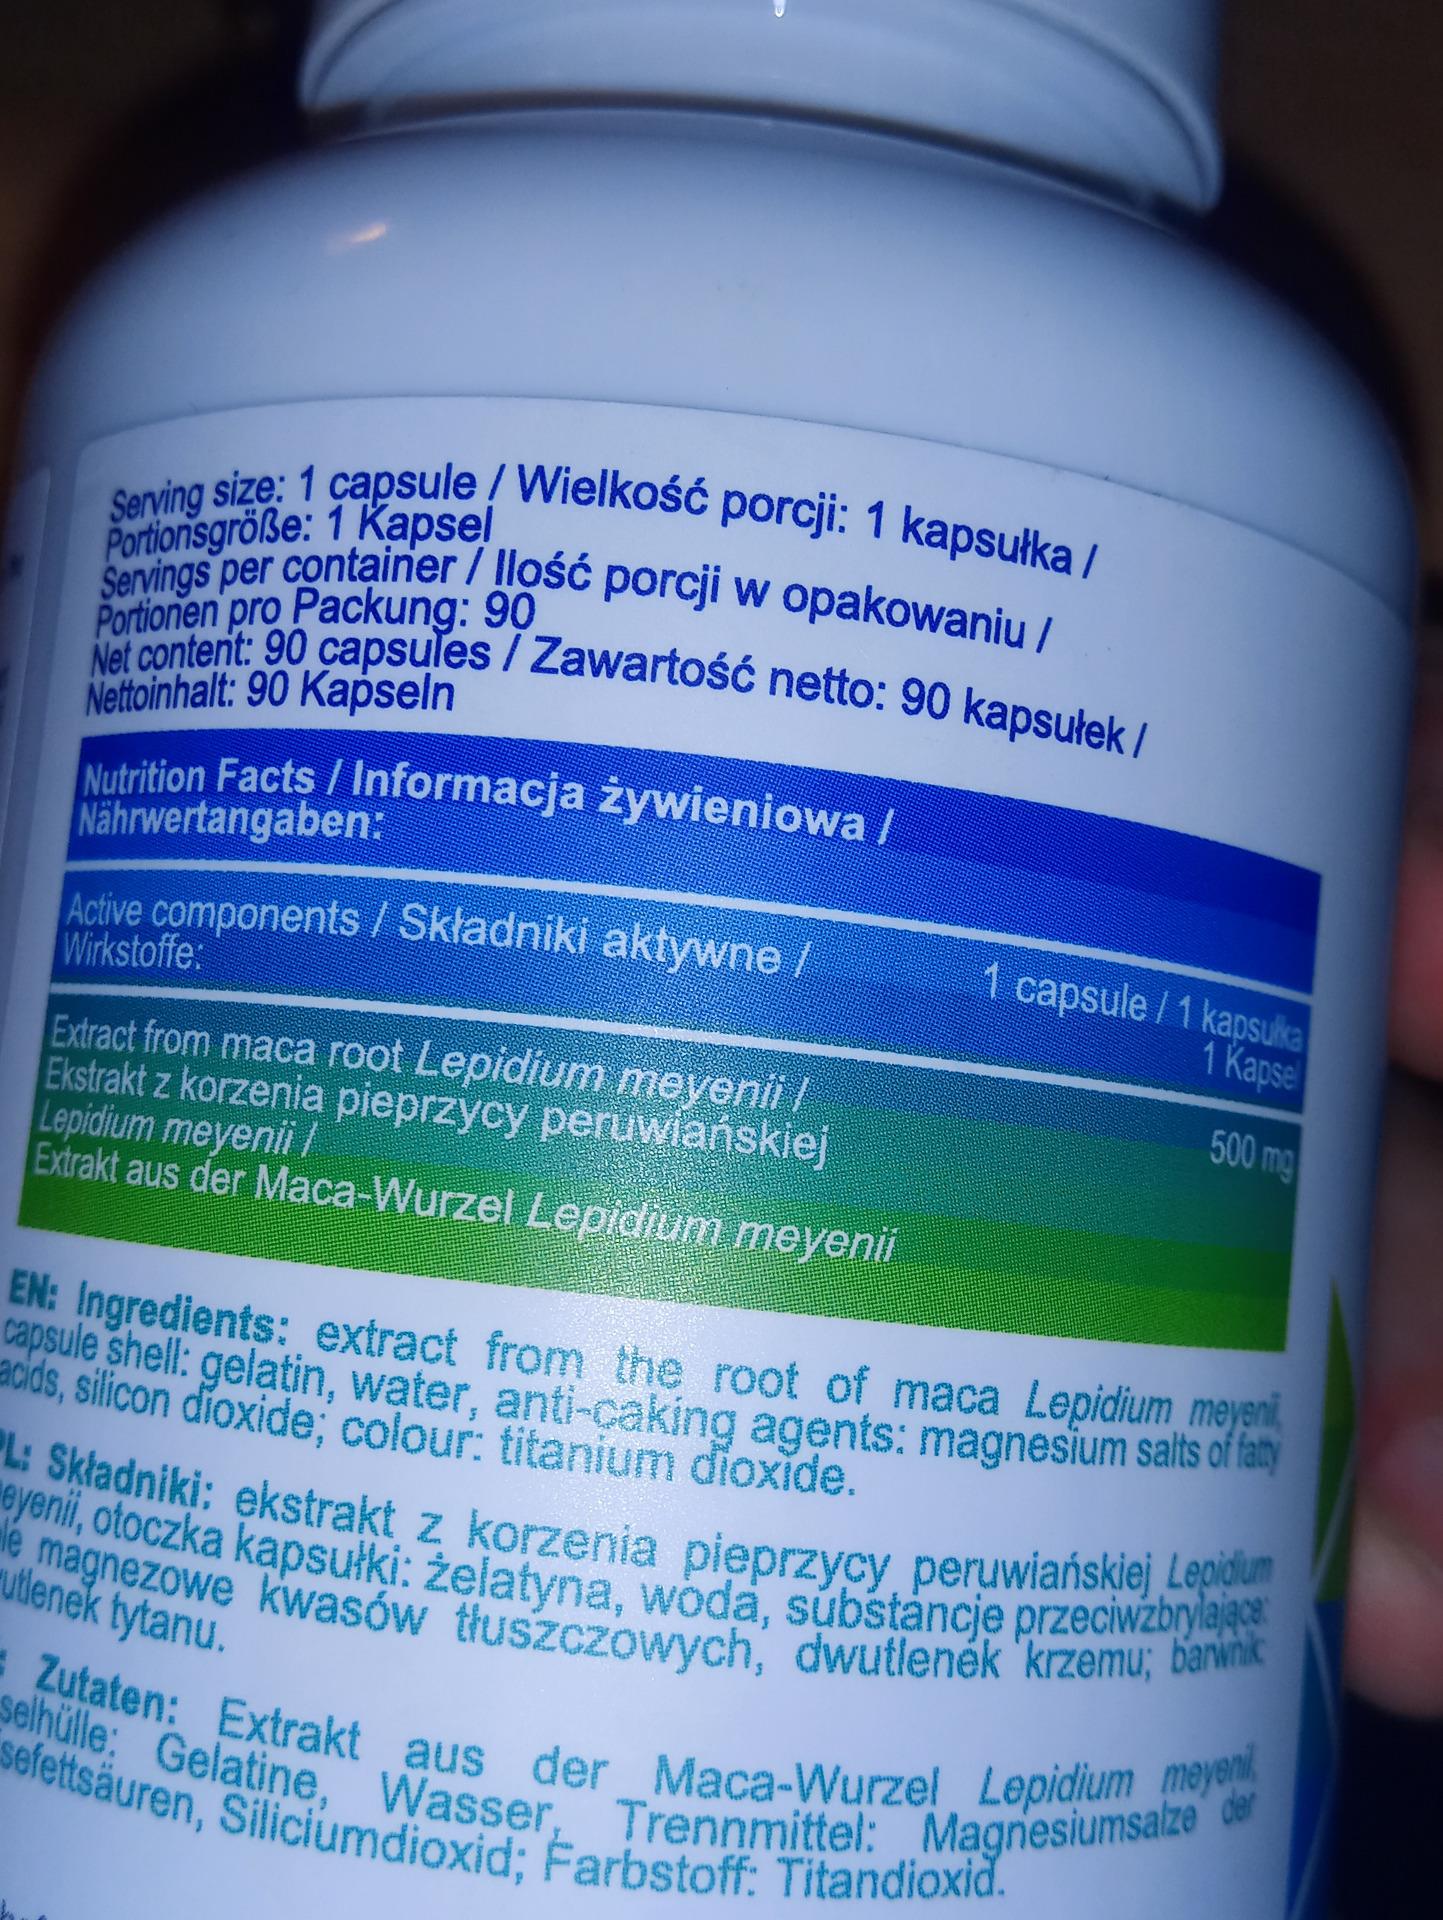 Serving size: 1 capsule / Wielkość porcji: 1 kapsułka /
Portionsgröße: 1 Kapsel
Servings per container / Ilość porcji w opakowaniu /
Portionen pro Packung: 90
Net content: 90 capsules / Zawartość netto: 90 kapsułek /
Nettoinhalt: 90 Kapseln
Nutrition Facts / Informacja żywieniowa /
Nährwertangaben:
Active components / Składniki aktywne /
Wirkstoffe:
1 capsule / 1 kapsułka
1 Kapsel
Extract from maca root Lepidium meyenii /
Ekstrakt z korzenia pieprzycy peruwiańskiej
Lepidium meyenii /
Extrakt aus der Maca-Wurzel Lepidium meyenii
500 mg
EN: Ingredients: extract from the root of maca Lepidium meyenii,
capsule shell: gelatin, water, anti-caking agents: magnesium salts of fatty
acids, silicon dioxide; colour: titanium dioxide.
PL: Składniki: ekstrakt z korzenia pieprzycy peruwiańskiej Lepidium
eyenii, otoczka kapsułki: żelatyna, woda, substancje przeciwzbrylające:
le magnezowe kwasów tłuszczowych, dwutlenek krzemu; barwnik:
utlenek tytanu.
Zutaten: Extrakt aus der Maca-Wurzel Lepidium meyenii,
selhülle: Gelatine, Wasser, Trennmittel: Magnesiumsalze der
sefettsäuren, Siliciumdioxid; Farbstoff: Titandioxid.